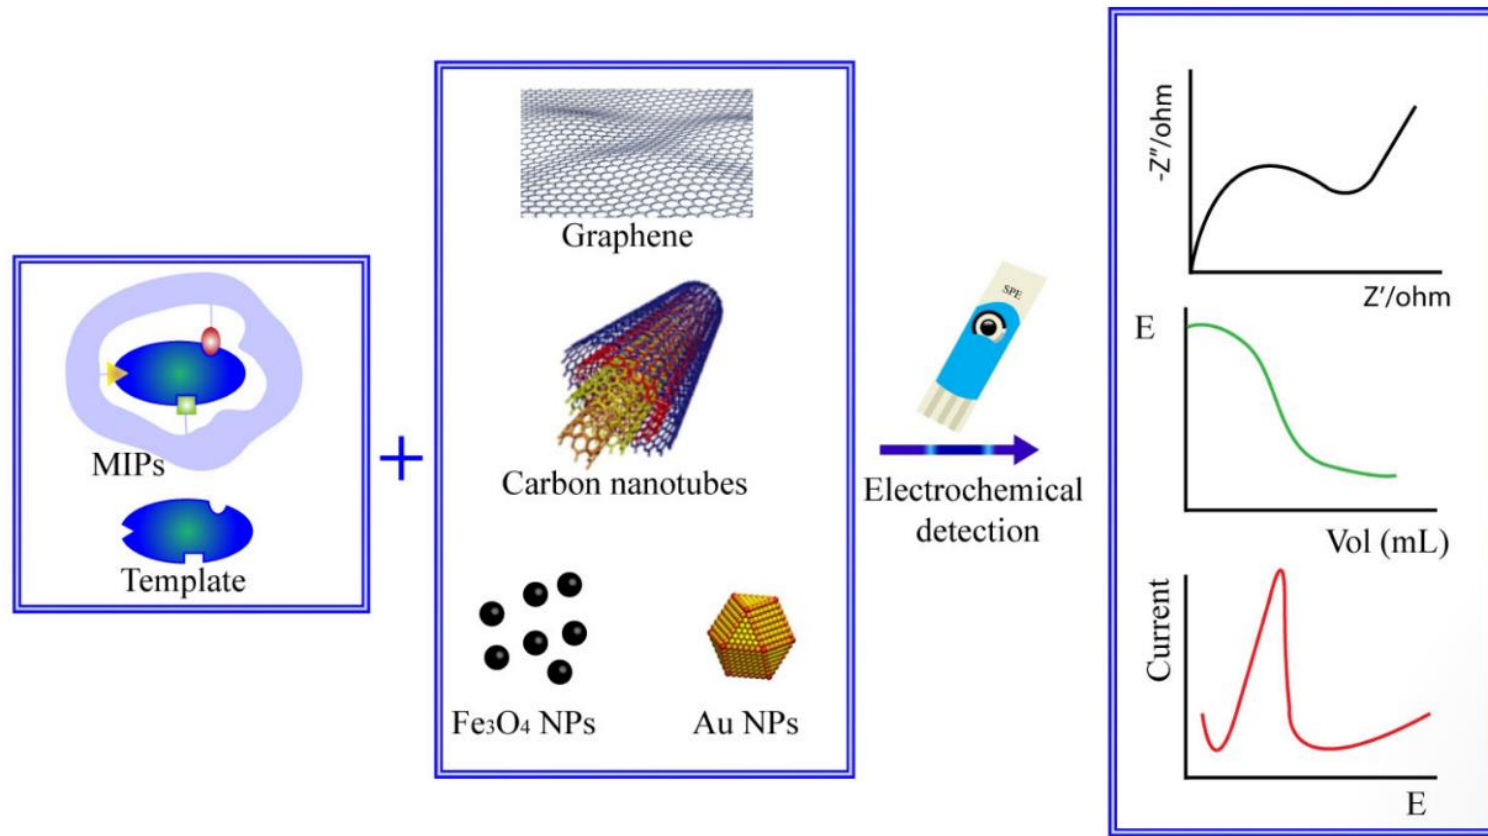 MIPs
Template
+
Graphene
Carbon nanotubes
Fe₃O₄ NPs
Au NPs
SPE
Electrochemical
detection
-Z"/ohm
Z'/ohm
E
Vol (mL)
Current
E